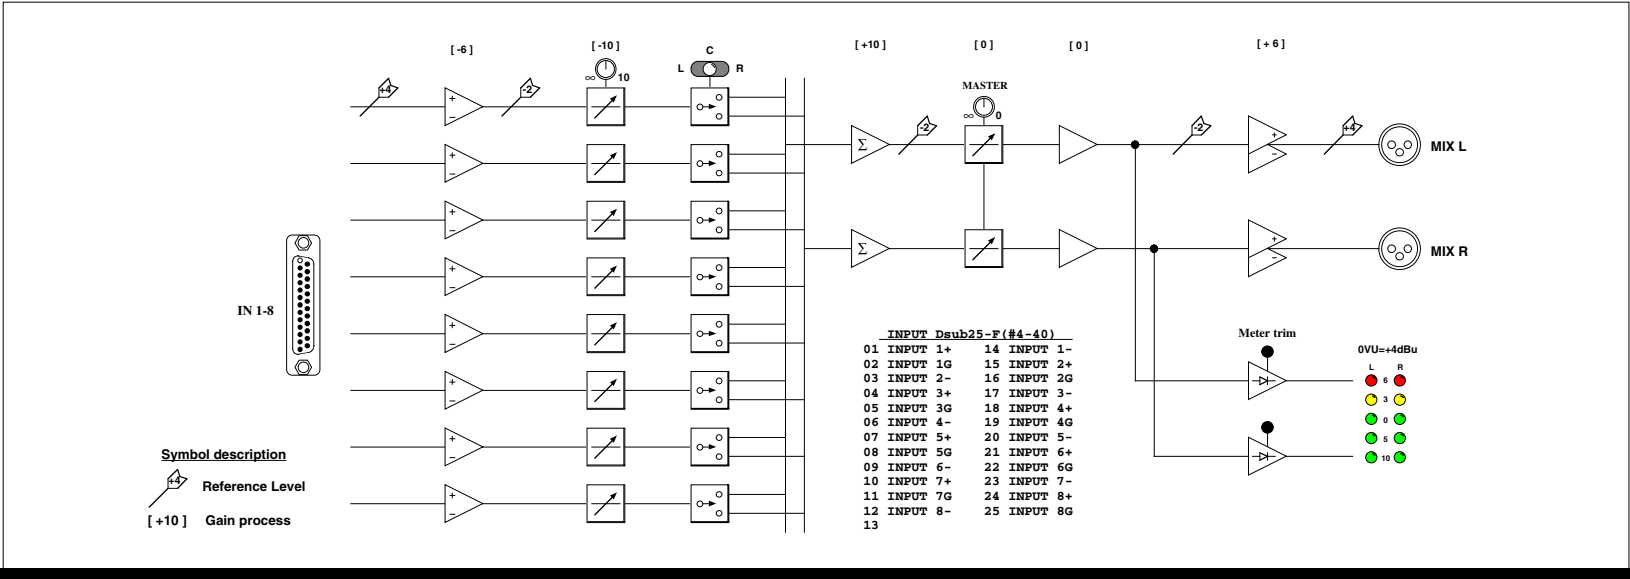 [ -6 ] [ -10 ] C [ +10 ] [ 0 ] [ 0 ] [ + 6 ]
L R
∞ 10
+4 -2
MASTER
∞ 0
-2 -2 +4
+ − Σ + − MIX L
+ −
+ − Σ + − MIX R
+ −
IN 1-8
+ −
+ −
+ −
+ −
INPUT Dsub25-F(#4-40)
01 INPUT 1+ 14 INPUT 1-
02 INPUT 1G 15 INPUT 2+
03 INPUT 2- 16 INPUT 2G
04 INPUT 3+ 17 INPUT 3-
05 INPUT 3G 18 INPUT 4+
06 INPUT 4- 19 INPUT 4G
07 INPUT 5+ 20 INPUT 5-
08 INPUT 5G 21 INPUT 6+
09 INPUT 6- 22 INPUT 6G
10 INPUT 7+ 23 INPUT 7-
11 INPUT 7G 24 INPUT 8+
12 INPUT 8- 25 INPUT 8G
13
Meter trim
0VU=+4dBu
L R
6
3
0
5
10
Symbol description
+4 Reference Level
[ +10 ] Gain process